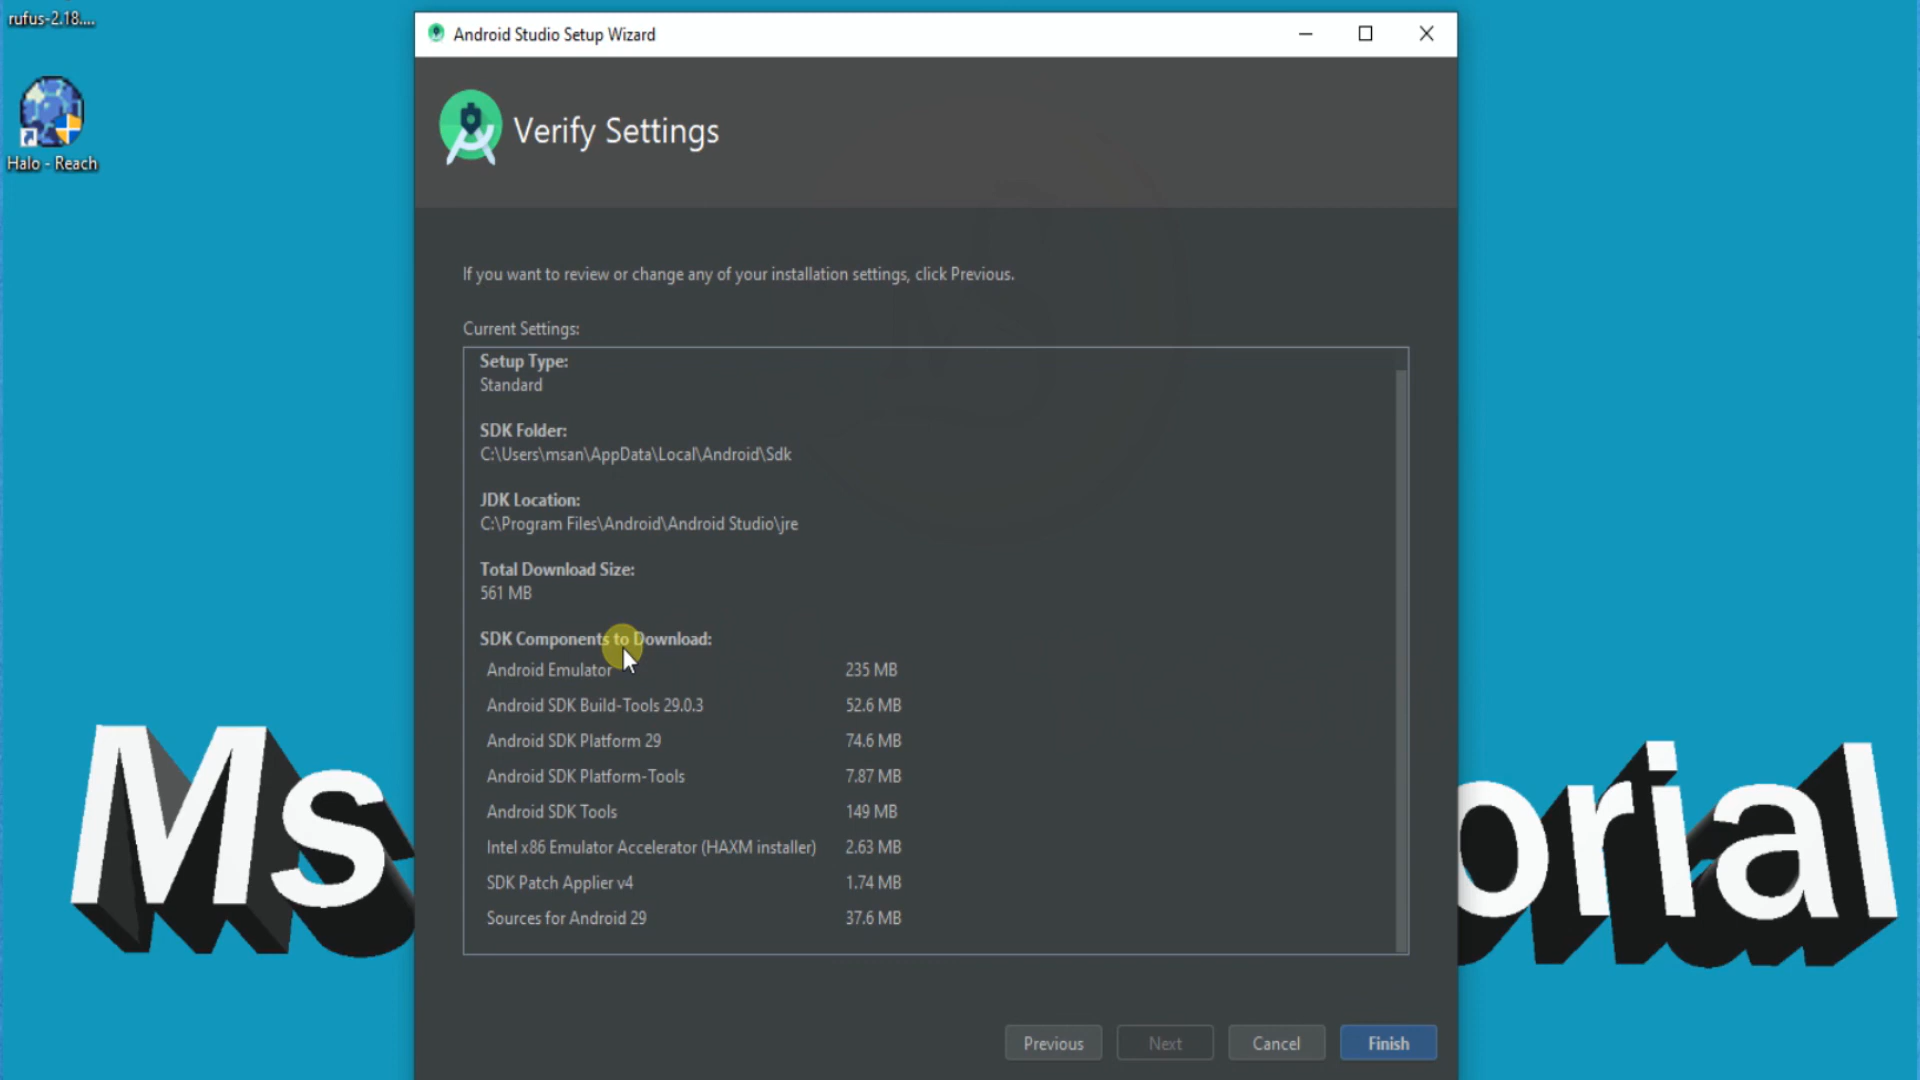 rufus-2.18....
Halo - Reach
Android Studio Setup Wizard
Verify Settings
If you want to review or change any of your installation settings, click Previous.
Current Settings:
Setup Type:
Standard
SDK Folder:
C:\Users\msan\AppData\Local\Android\Sdk
JDK Location:
C:\Program Files\Android\Android Studio\jre
Total Download Size:
561 MB
SDK Components to Download:
Android Emulator 235 MB
Android SDK Build-Tools 29.0.3 52.6 MB
Android SDK Platform 29 74.6 MB
Android SDK Platform-Tools 7.87 MB
Android SDK Tools 149 MB
Intel x86 Emulator Accelerator (HAXM installer) 2.63 MB
SDK Patch Applier v4 1.74 MB
Sources for Android 29 37.6 MB
Ms orial
Previous Next Cancel Finish